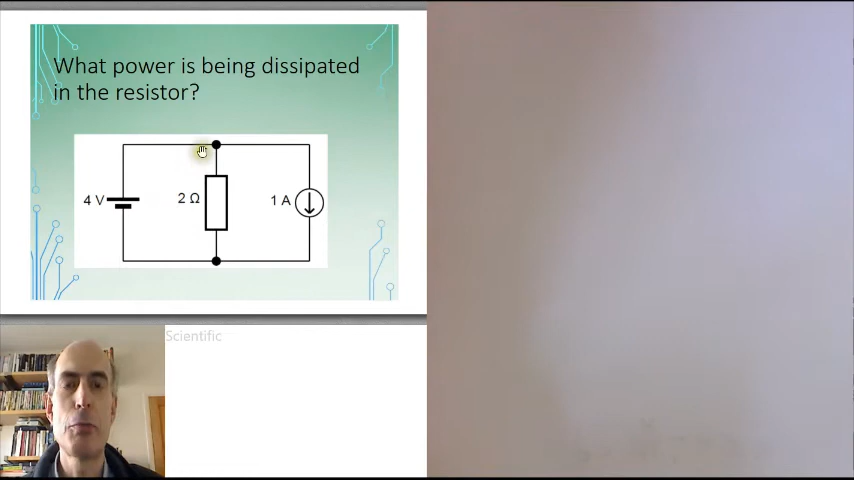 What power is being dissipated
in the resistor?
4 V
2 Ω
1 A
Scientific